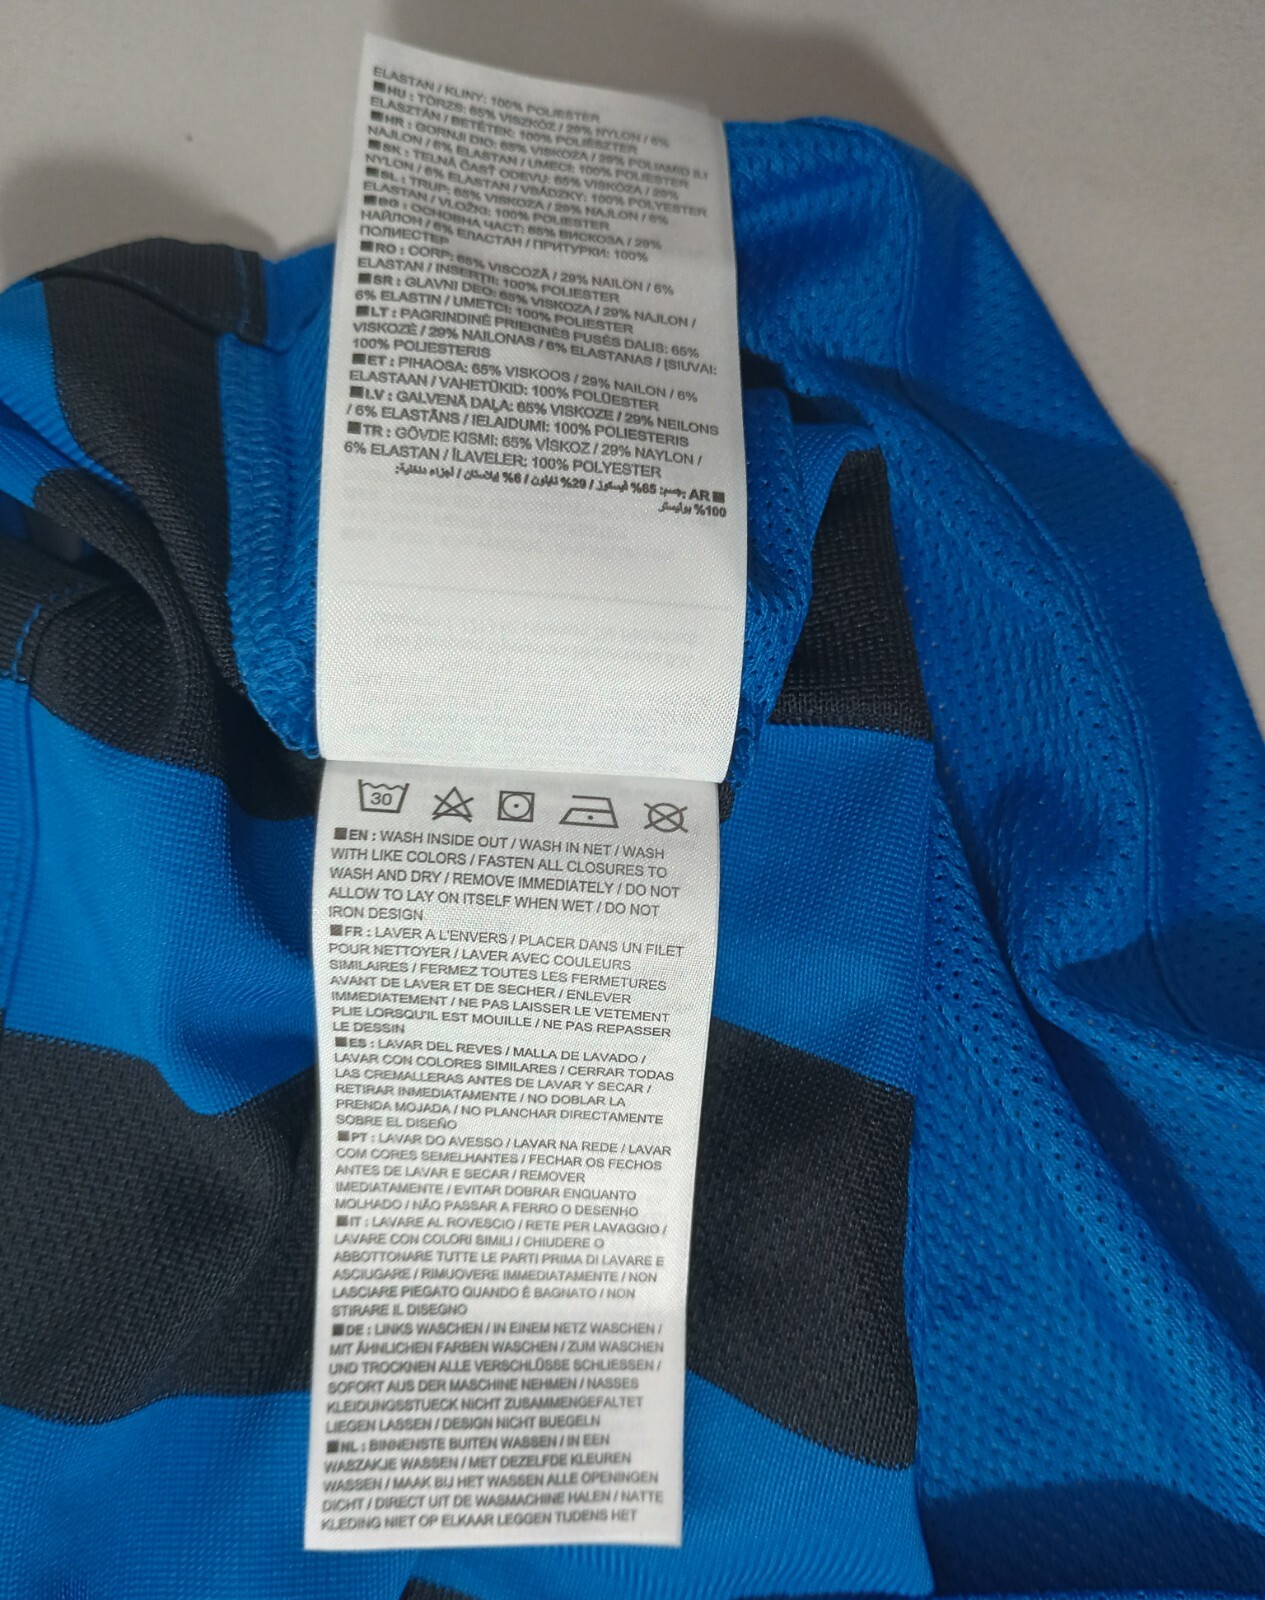 ELASTAN / KLINY: 100% POLIESTER
HU : TÖRZS: 65% VISZKÓZ / 29% NYLON / 6%
ELASZTÁN / BETÉTEK: 100% POLIÉSZTER
HR : GORNJI DIO: 65% VISKOZA / 29% POLIAMID ILI
NAJLON / 6% ELASTAN / UMECI: 100% POLIESTER
SK : TELNÁ ČASŤ ODEVU: 65% VISKÓZA / 29%
NYLON / 6% ELASTAN / VSÁDZKY: 100% POLYESTER
SL : TRUP: 65% VISKOZA / 29% NAJLON / 6%
ELASTAN / VLOŽKI: 100% POLIESTER
BG : ОСНОВНА ЧАСТ: 65% ВИСКОЗА / 29%
НАЙЛОН / 6% ЕЛАСТАН / ПРИТУРКИ: 100%
ПОЛИЕСТЕР
RO : CORP: 65% VISCOZĂ / 29% NAILON / 6%
ELASTAN / INSERȚII: 100% POLIESTER
SR : GLAVNI DEO: 65% VISKOZA / 29% NAJLON /
6% ELASTIN / UMETCI: 100% POLIESTER
LT : PAGRINDINĖ PRIEKINĖS PUSĖS DALIS: 65%
VISKOZĖ / 29% NAILONAS / 6% ELASTANAS / ĮSIUVAI:
100% POLIESTERIS
ET : PIHAOSA: 65% VISKOOS / 29% NAILON / 6%
ELASTAAN / VAHETÜKID: 100% POLÜESTER
LV : GALVENĀ DAĻA: 65% VISKOZE / 29% NEILONS
/ 6% ELASTĀNS / IELAIDUMI: 100% POLIESTERIS
TR : GÖVDE KISMI: 65% VİSKOZ / 29% NAYLON /
6% ELASTAN / İLAVELER: 100% POLYESTER
AR : جسم: 65% فيسكوز / 29% نايلون / 6% إيلاستان / أجزاء داخلية:
100% بوليستر
30
EN : WASH INSIDE OUT / WASH IN NET / WASH
WITH LIKE COLORS / FASTEN ALL CLOSURES TO
WASH AND DRY / REMOVE IMMEDIATELY / DO NOT
ALLOW TO LAY ON ITSELF WHEN WET / DO NOT
IRON DESIGN
FR : LAVER A L'ENVERS / PLACER DANS UN FILET
POUR NETTOYER / LAVER AVEC COULEURS
SIMILAIRES / FERMEZ TOUTES LES FERMETURES
AVANT DE LAVER ET DE SECHER / ENLEVER
IMMEDIATEMENT / NE PAS LAISSER LE VETEMENT
PLIE LORSQU'IL EST MOUILLE / NE PAS REPASSER
LE DESSIN
ES : LAVAR DEL REVES / MALLA DE LAVADO /
LAVAR CON COLORES SIMILARES / CERRAR TODAS
LAS CREMALLERAS ANTES DE LAVAR Y SECAR /
RETIRAR INMEDIATAMENTE / NO DOBLAR LA
PRENDA MOJADA / NO PLANCHAR DIRECTAMENTE
SOBRE EL DISEÑO
PT : LAVAR DO AVESSO / LAVAR NA REDE / LAVAR
COM CORES SEMELHANTES / FECHAR OS FECHOS
ANTES DE LAVAR E SECAR / REMOVER
IMEDIATAMENTE / EVITAR DOBRAR ENQUANTO
MOLHADO / NÃO PASSAR A FERRO O DESENHO
IT : LAVARE AL ROVESCIO / RETE PER LAVAGGIO /
LAVARE CON COLORI SIMILI / CHIUDERE O
ABBOTTONARE TUTTE LE PARTI PRIMA DI LAVARE E
ASCIUGARE / RIMUOVERE IMMEDIATAMENTE / NON
LASCIARE PIEGATO QUANDO È BAGNATO / NON
STIRARE IL DISEGNO
DE : LINKS WASCHEN / IN EINEM NETZ WASCHEN /
MIT ÄHNLICHEN FARBEN WASCHEN / ZUM WASCHEN
UND TROCKNEN ALLE VERSCHLÜSSE SCHLIESSEN /
SOFORT AUS DER MASCHINE NEHMEN / NASSES
KLEIDUNGSSTUECK NICHT ZUSAMMENGEFALTET
LIEGEN LASSEN / DESIGN NICHT BUEGELN
NL : BINNENSTE BUITEN WASSEN / IN EEN
WASZAKJE WASSEN / MET DEZELFDE KLEUREN
WASSEN / MAAK BIJ HET WASSEN ALLE OPENINGEN
DICHT / DIRECT UIT DE WASMACHINE HALEN / NATTE
KLEDING NIET OP ELKAAR LEGGEN TIJDENS HET